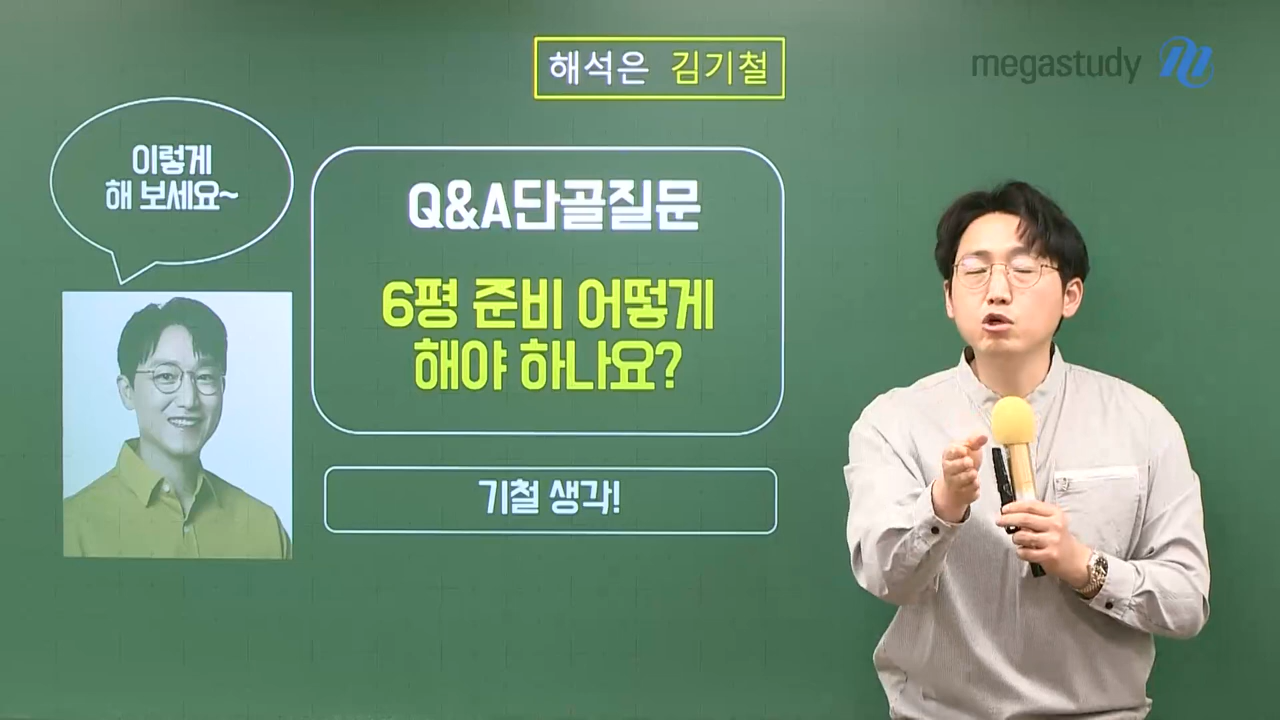 해석은 김기철
megastudy
이렇게
해 보세요~
Q&A단골질문
6평 준비 어떻게
해야 하나요?
기철 생각!